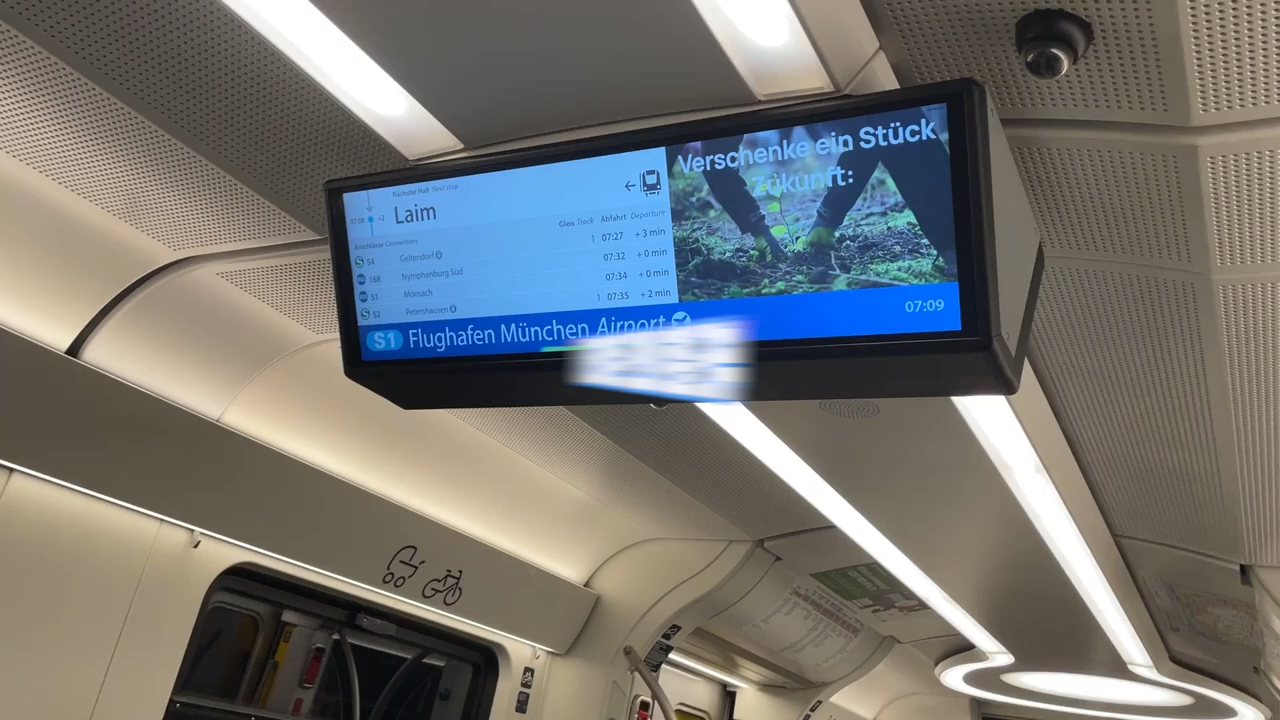 Nächster Halt Next stop
07:08 +2 Laim
Anschlüsse Connections Gleis Track Abfahrt Departure
S4 Geltendorf 1 07:27 +3 min
Nymphenburg Süd 07:32 +0 min
51 Moosach 07:34 +0 min
S2 Petershausen 1 07:35 +2 min
S1 Flughafen München Airport
Verschenke ein Stück
Zukunft:
07:09